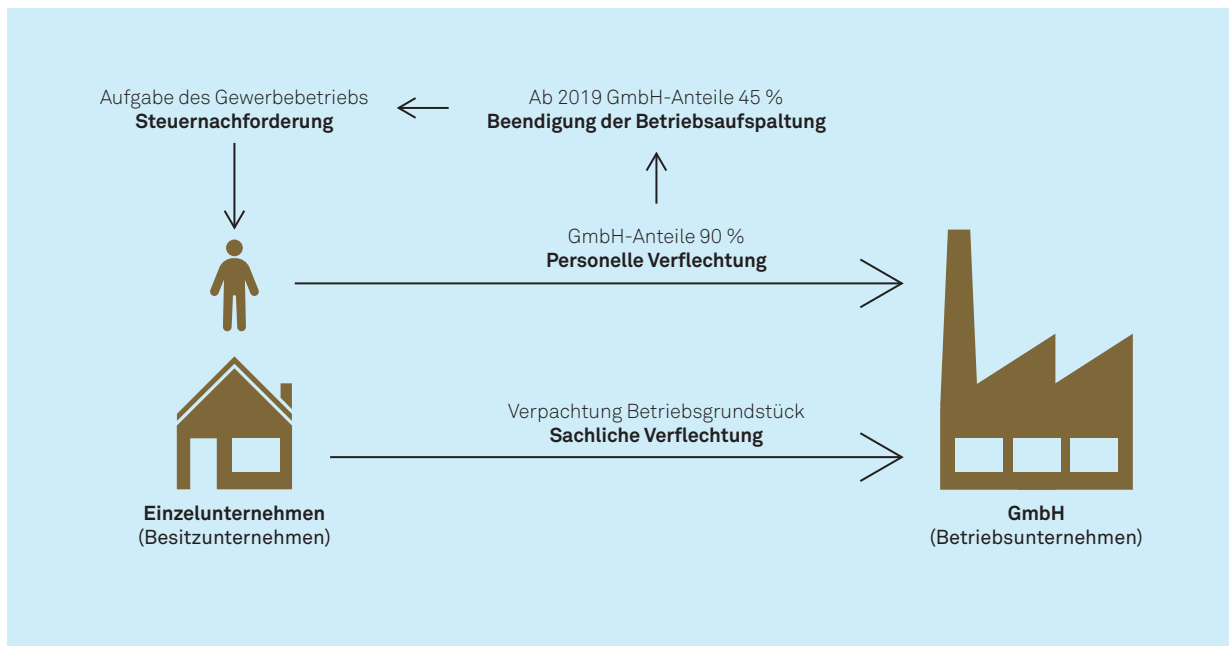 Aufgabe des Gewerbebetriebs
Steuernachforderung
Ab 2019 GmbH-Anteile 45 %
Beendigung der Betriebsaufspaltung
GmbH-Anteile 90 %
Personelle Verflechtung
Verpachtung Betriebsgrundstück
Sachliche Verflechtung
Einzelunternehmen
(Besitzunternehmen)
GmbH
(Betriebsunternehmen)